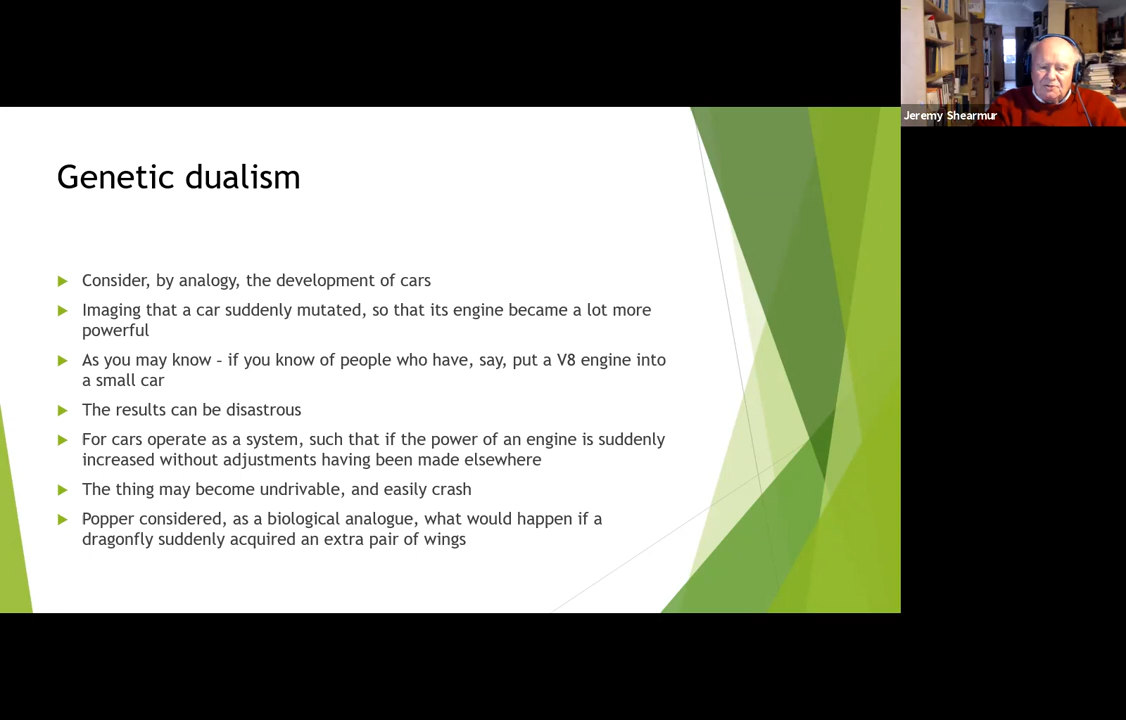 Jeremy Shearmur
Genetic dualism
Consider, by analogy, the development of cars
Imaging that a car suddenly mutated, so that its engine became a lot more
powerful
As you may know – if you know of people who have, say, put a V8 engine into
a small car
The results can be disastrous
For cars operate as a system, such that if the power of an engine is suddenly
increased without adjustments having been made elsewhere
The thing may become undrivable, and easily crash
Popper considered, as a biological analogue, what would happen if a
dragonfly suddenly acquired an extra pair of wings